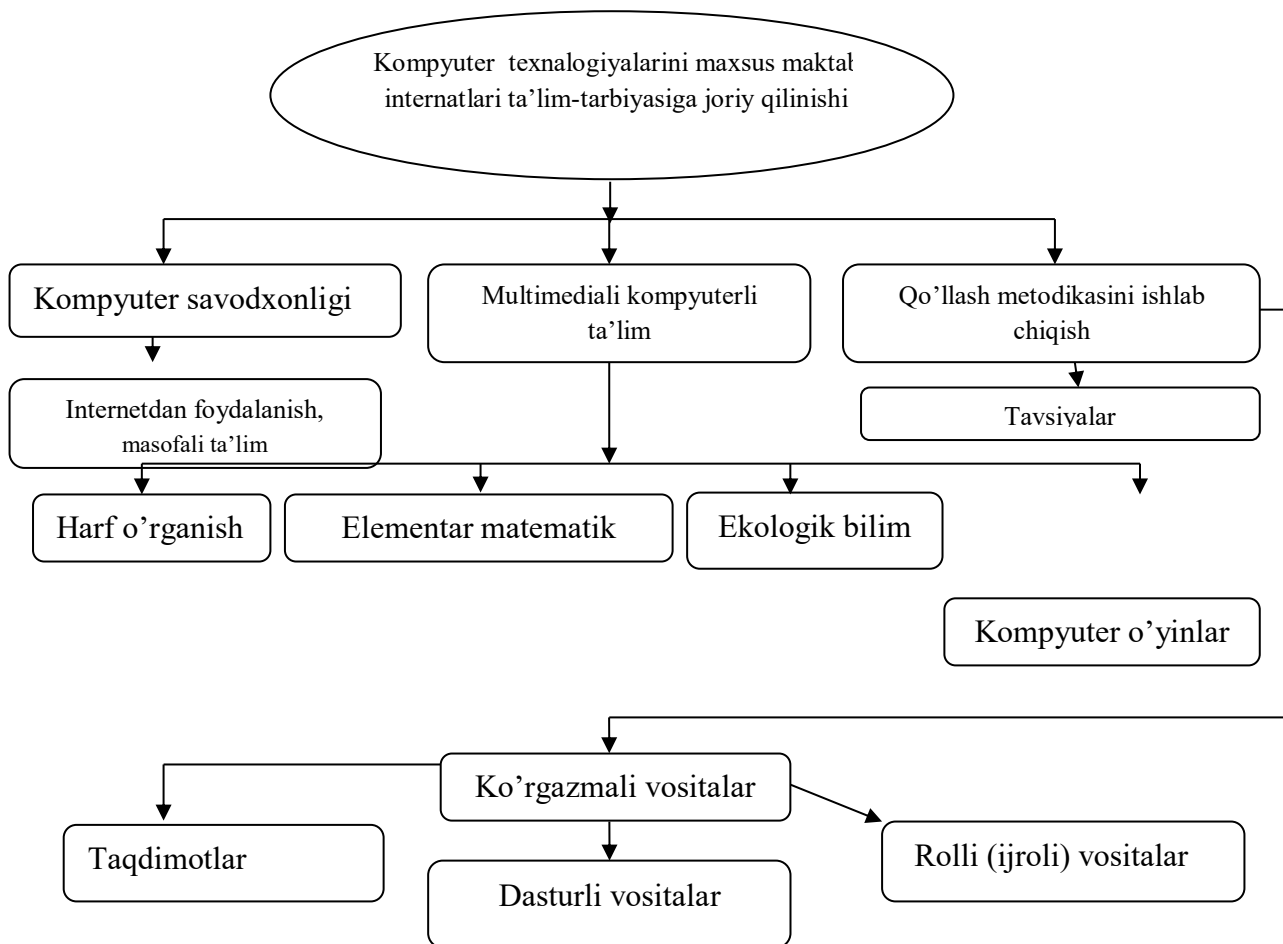 Kompyuter texnalogiyalarini maxsus maktab
internatlari ta’lim-tarbiyasiga joriy qilinishi
Kompyuter savodxonligi
Multimediali kompyuterli
ta’lim
Qo’llash metodikasini ishlab
chiqish
Internetdan foydalanish,
masofali ta’lim
Tavsiyalar
Harf o’rganish
Elementar matematik
Ekologik bilim
Kompyuter o’yinlar
Ko’rgazmali vositalar
Taqdimotlar
Dasturli vositalar
Rolli (ijroli) vositalar